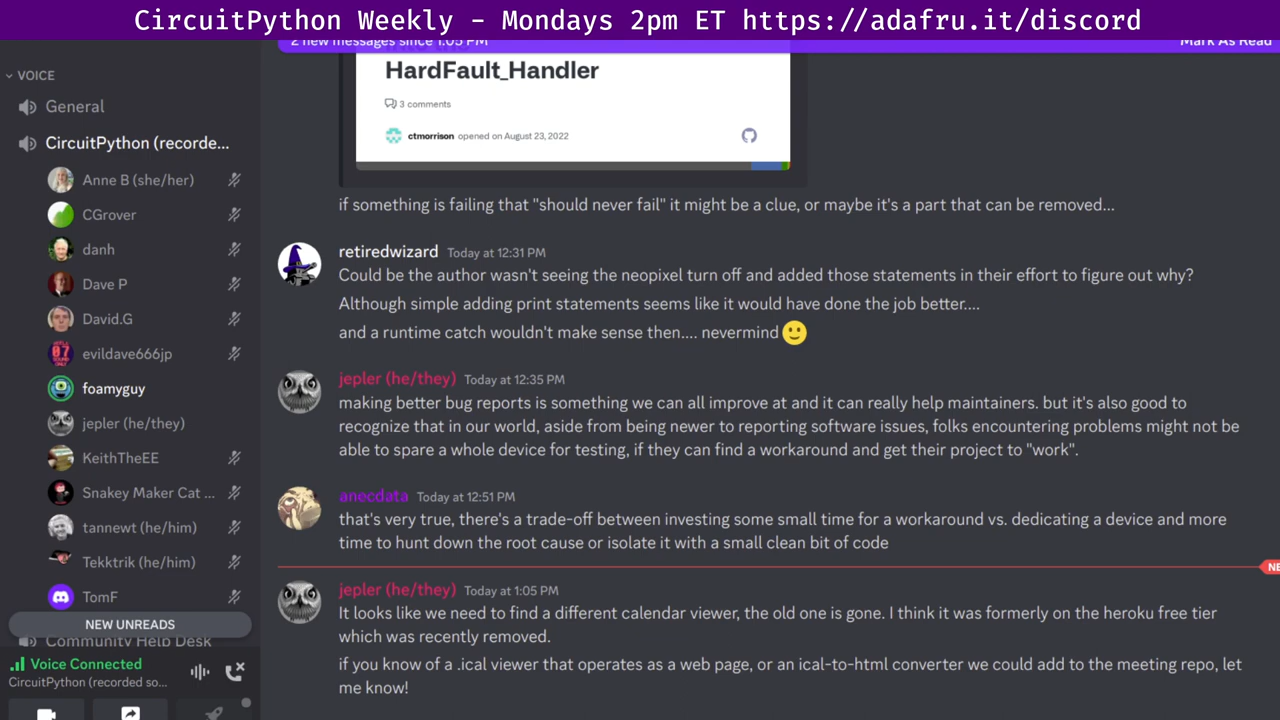 CircuitPython Weekly - Mondays 2pm ET https://adafru.it/discord
2 new messages since 1:05 PM
Mark As Read
VOICE
General
CircuitPython (recorde...
Anne B (she/her)
CGrover
danh
Dave P
David.G
evildave666jp
foamyguy
jepler (he/they)
KeithTheEE
Snakey Maker Cat ...
tannewt (he/him)
Tekktrik (he/him)
TomF
NEW UNREADS
Community Help Desk
Voice Connected
CircuitPython (recorded so...
HardFault_Handler
3 comments
ctmorrison opened on August 23, 2022
if something is failing that "should never fail" it might be a clue, or maybe it's a part that can be removed...
retiredwizard Today at 12:31 PM
Could be the author wasn't seeing the neopixel turn off and added those statements in their effort to figure out why?
Although simple adding print statements seems like it would have done the job better....
and a runtime catch wouldn't make sense then.... nevermind
jepler (he/they) Today at 12:35 PM
making better bug reports is something we can all improve at and it can really help maintainers. but it's also good to
recognize that in our world, aside from being newer to reporting software issues, folks encountering problems might not be
able to spare a whole device for testing, if they can find a workaround and get their project to "work".
anecdata Today at 12:51 PM
that's very true, there's a trade-off between investing some small time for a workaround vs. dedicating a device and more
time to hunt down the root cause or isolate it with a small clean bit of code
NE
jepler (he/they) Today at 1:05 PM
It looks like we need to find a different calendar viewer, the old one is gone. I think it was formerly on the heroku free tier
which was recently removed.
if you know of a .ical viewer that operates as a web page, or an ical-to-html converter we could add to the meeting repo, let
me know!